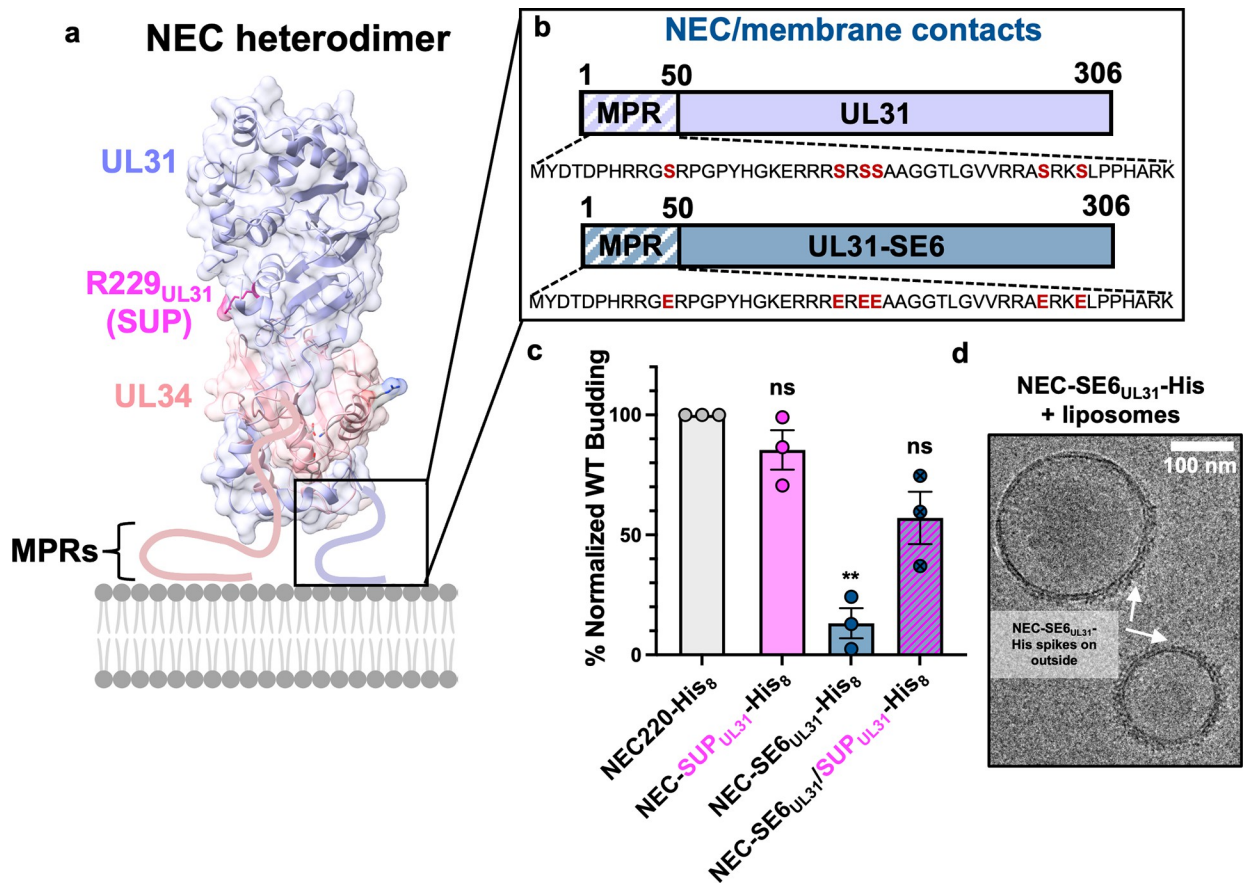 a
NEC heterodimer
UL31
R229UL31
(SUP)
UL34
MPRs
b
NEC/membrane contacts
1 50 306
MPR UL31
MYDTDPHRRGSRPGPYHGKERRRSRSSAAGGTLGVVRRASRKSLPPHARK
1 50 306
MPR UL31-SE6
MYDTDPHRRGERPGPYHGKERRREREEAAGGTLGVVRRAERKELPPHARK
c
% Normalized WT Budding
100
50
0
ns
**
ns
NEC220-His8
NEC-SUPUL31-His8
NEC-SE6UL31-His8
NEC-SE6UL31/SUPUL31-His8
d
NEC-SE6UL31-His
+ liposomes
100 nm
NEC-SE6UL31-
His spikes on
outside